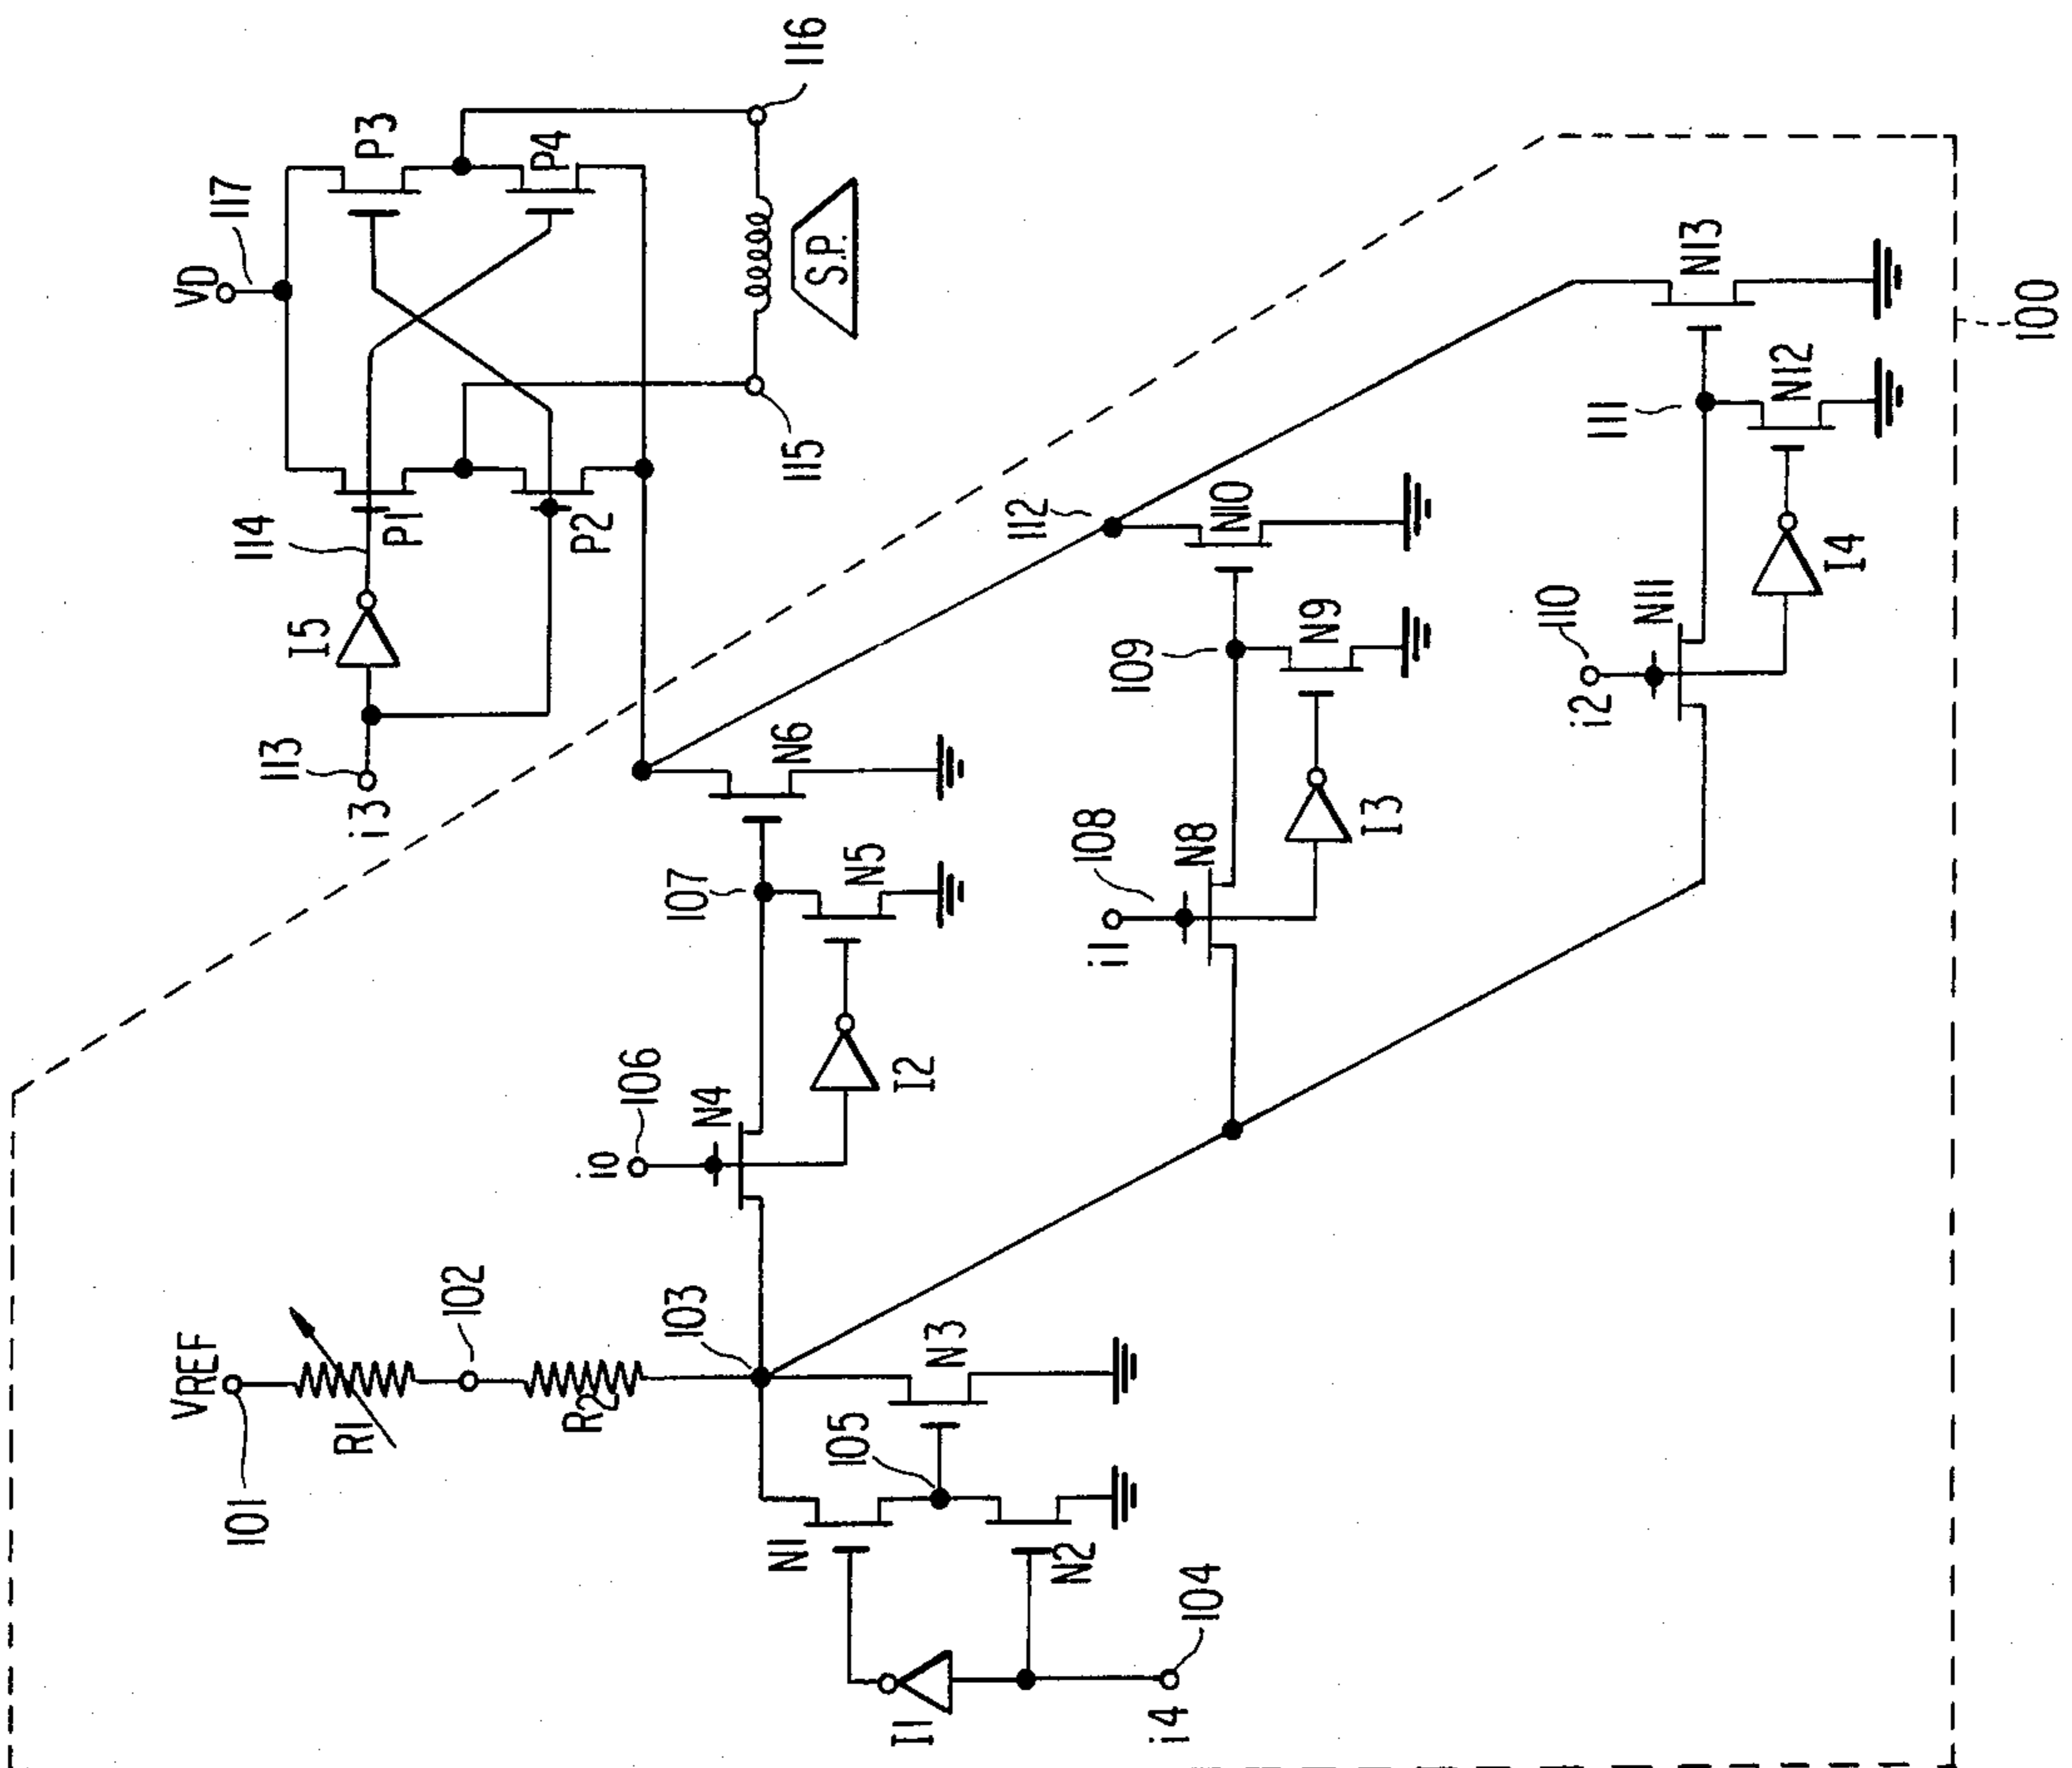 116
117
VD
P3
P4
S.P.
I5
114
P1
P2
115
113
i3
112
N10
111
N12
N13
100
N6
109
N9
110
i2
N11
I4
107
N5
108
i1
N8
I3
106
i0
N4
I2
VREF
101
R1
102
R2
103
N3
105
N1
N2
I1
104
i4